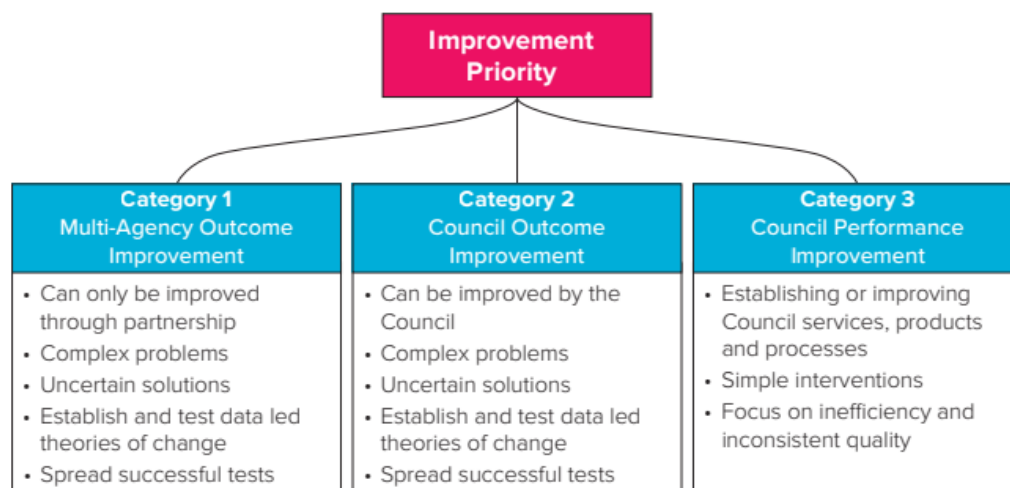 Improvement
Priority
Category 1
Multi-Agency Outcome
Improvement
• Can only be improved
through partnership
• Complex problems
• Uncertain solutions
• Establish and test data led
theories of change
• Spread successful tests
Category 2
Council Outcome
Improvement
• Can be improved by the
Council
• Complex problems
• Uncertain solutions
• Establish and test data led
theories of change
• Spread successful tests
Category 3
Council Performance
Improvement
• Establishing or improving
Council services, products
and processes
• Simple interventions
• Focus on inefficiency and
inconsistent quality